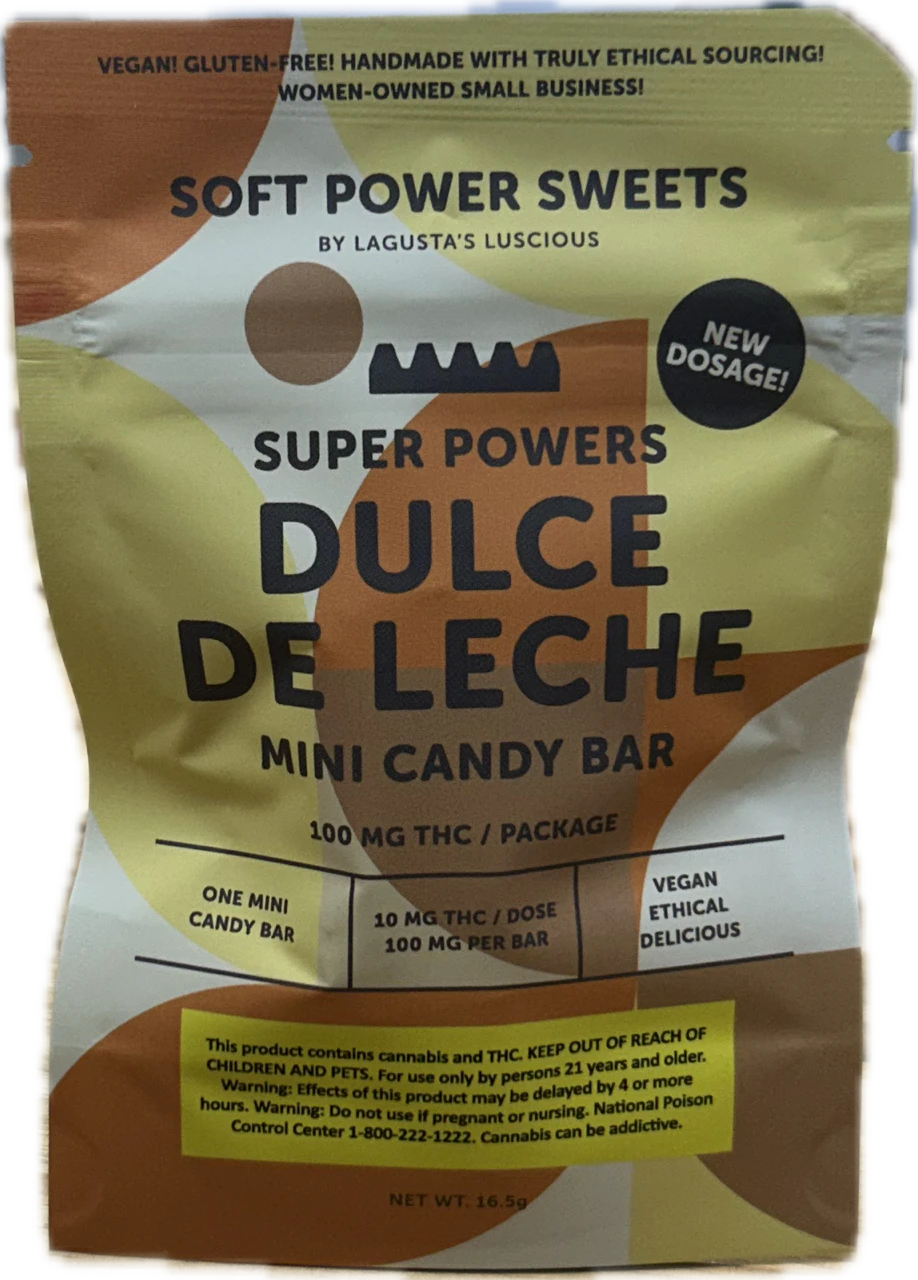 VEGAN! GLUTEN-FREE! HANDMADE WITH TRULY ETHICAL SOURCING!
WOMEN-OWNED SMALL BUSINESS!
SOFT POWER SWEETS
BY LAGUSTA'S LUSCIOUS
NEW
DOSAGE!
SUPER POWERS
DULCE
DE LECHE
MINI CANDY BAR
100 MG THC / PACKAGE
ONE MINI
CANDY BAR
10 MG THC / DOSE
100 MG PER BAR
VEGAN
ETHICAL
DELICIOUS
This product contains cannabis and THC. KEEP OUT OF REACH OF
CHILDREN AND PETS. For use only by persons 21 years and older.
Warning: Effects of this product may be delayed by 4 or more
hours. Warning: Do not use if pregnant or nursing. National Poison
Control Center 1-800-222-1222. Cannabis can be addictive.
NET WT. 16.5g